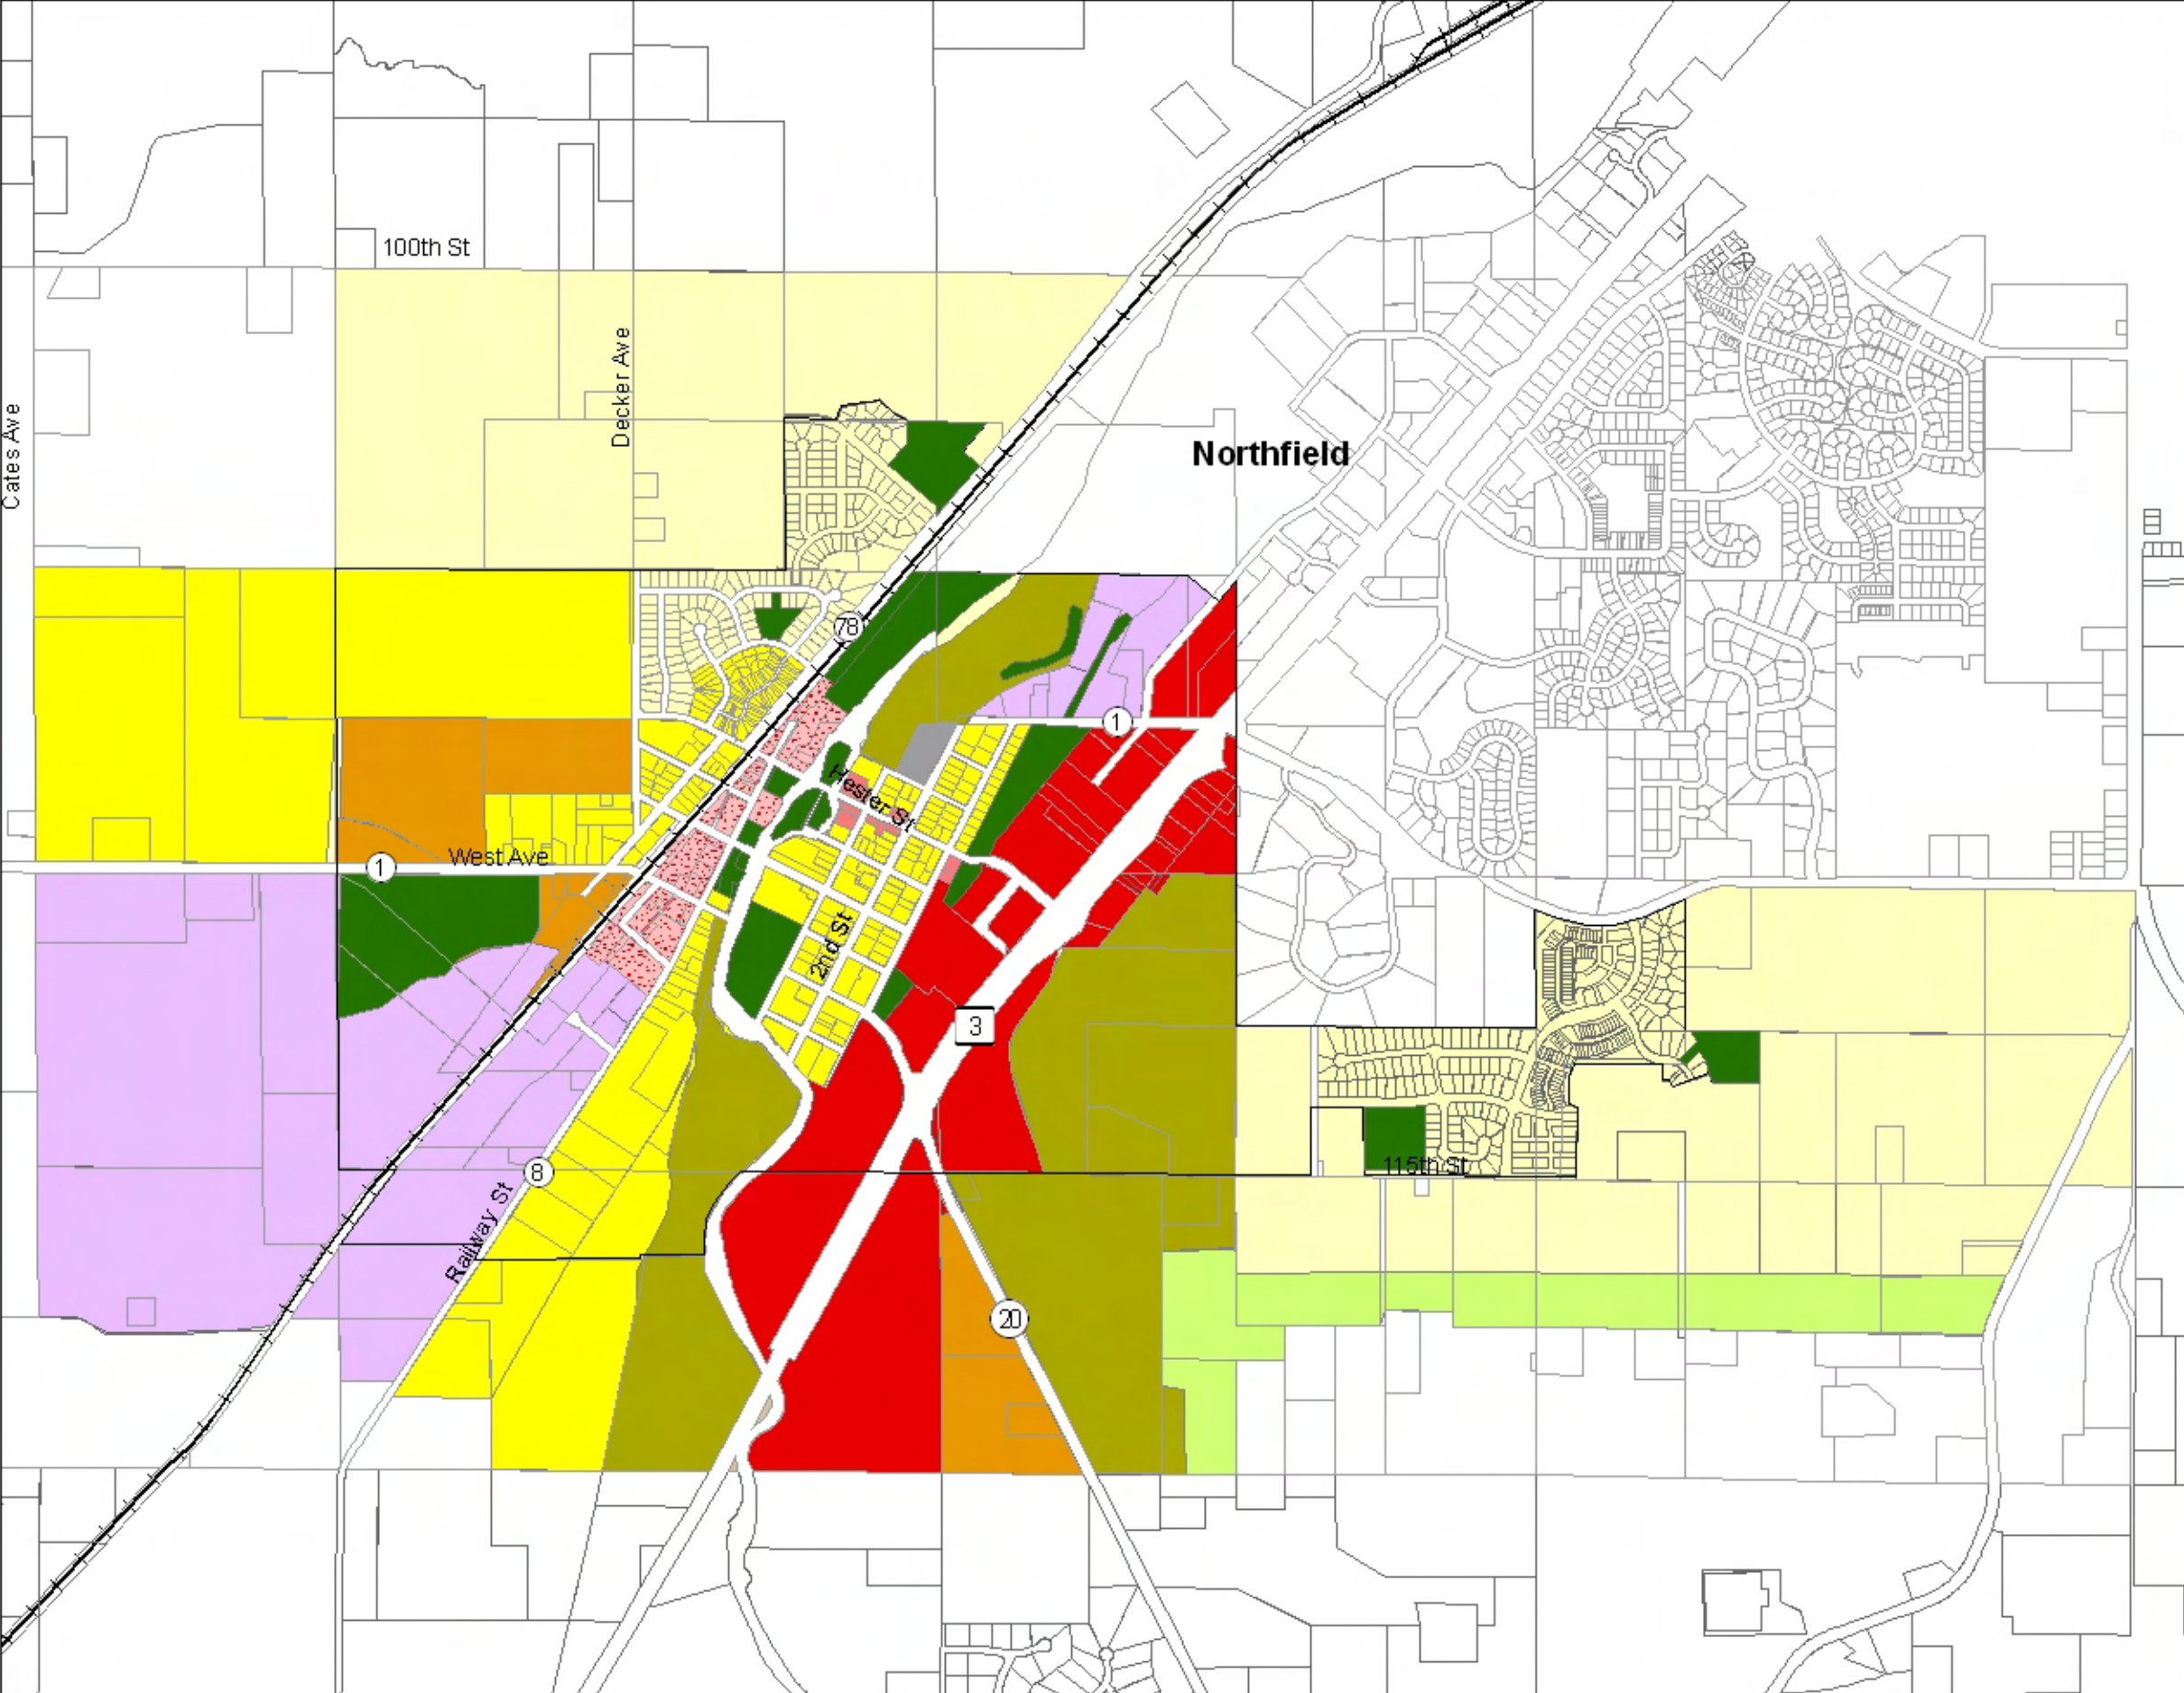 100th St
Decker Ave
Cates Ave
Northfield
78
1
Hester St
West Ave
1
2nd St
3
115th St
8
Railway St
20